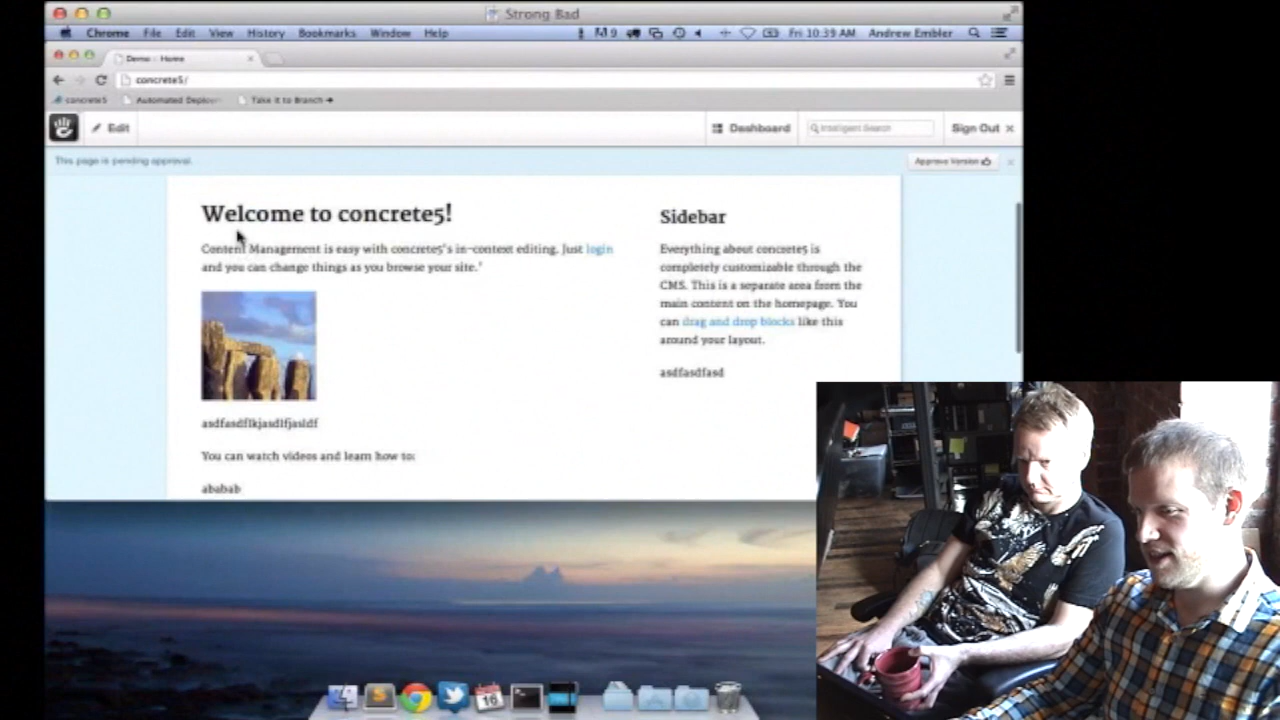 Strong Bad
Chrome File Edit View History Bookmarks Window Help 9 Fri 10:39 AM Andrew Embler
Demo :: Home
concrete5/
concrete5 Automated Deploy Take it to Branch →
Edit Dashboard Intelligent Search Sign Out ×
This page is pending approval. Approve Version
Welcome to concrete5!
Content Management is easy with concrete5's in-context editing. Just login
and you can change things as you browse your site.'
asdfasdflkjasdlfjasldf
You can watch videos and learn how to:
ababab
Sidebar
Everything about concrete5 is
completely customizable through the
CMS. This is a separate area from the
main content on the homepage. You
can drag and drop blocks like this
around your layout.
asdfasdfasd
16